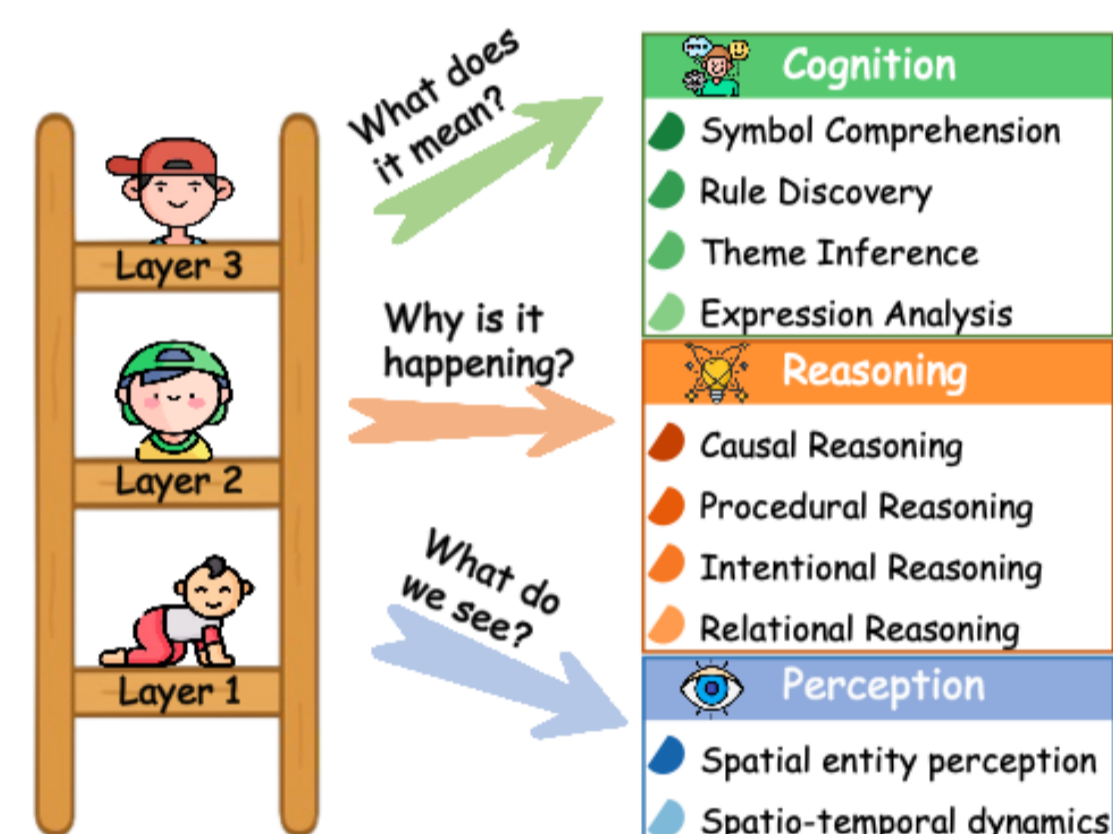 What does
it mean?
Layer 3
Why is it
happening?
Layer 2
What do
we see?
Layer 1
Cognition
Symbol Comprehension
Rule Discovery
Theme Inference
Expression Analysis
Reasoning
Causal Reasoning
Procedural Reasoning
Intentional Reasoning
Relational Reasoning
Perception
Spatial entity perception
Spatio-temporal dynamics